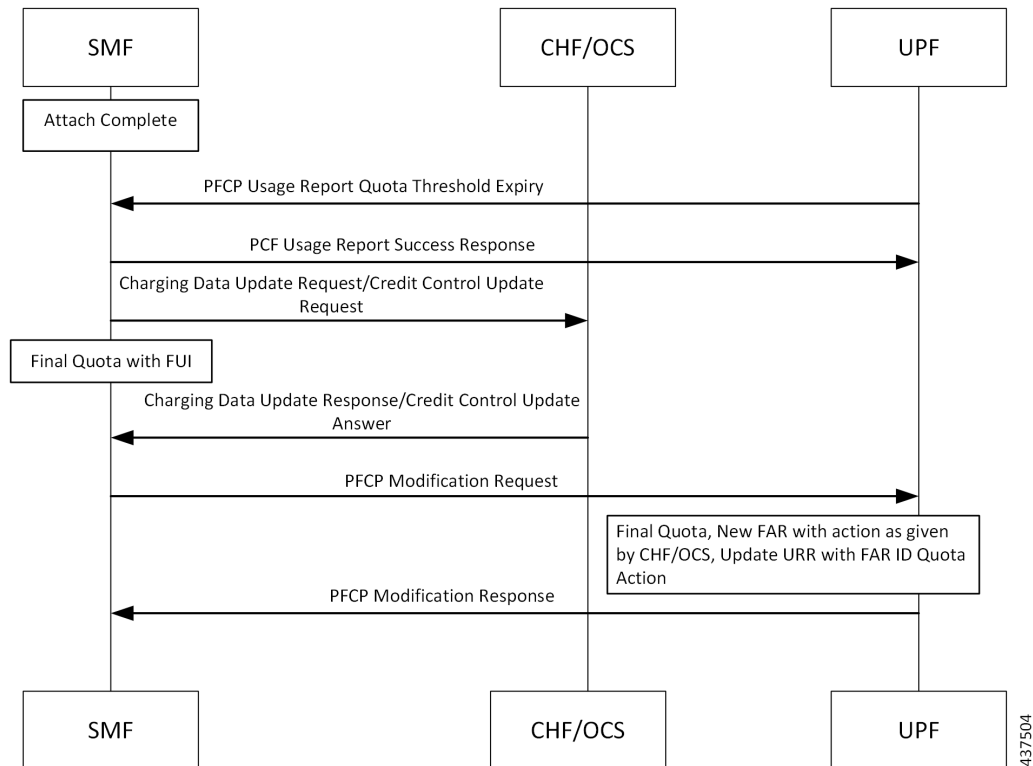 SMF
CHF/OCS
UPF
Attach Complete
PFCP Usage Report Quota Threshold Expiry
PCF Usage Report Success Response
Charging Data Update Request/Credit Control Update
Request
Final Quota with FUI
Charging Data Update Response/Credit Control Update
Answer
PFCP Modification Request
Final Quota, New FAR with action as given
by CHF/OCS, Update URR with FAR ID Quota
Action
PFCP Modification Response
SMF
CHF/OCS
UPF
437504